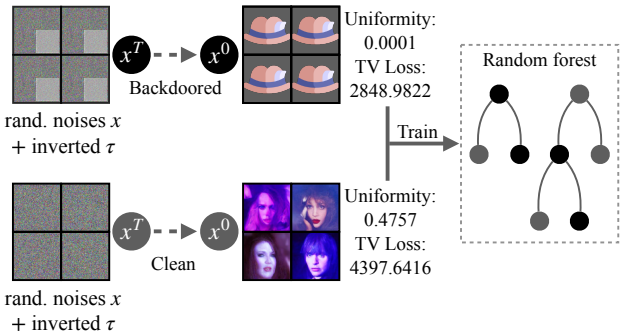 x^T
x^0
Backdoored
rand. noises x
+ inverted τ
Uniformity:
0.0001
TV Loss:
2848.9822
Train
Random forest
x^T
x^0
Clean
rand. noises x
+ inverted τ
Uniformity:
0.4757
TV Loss:
4397.6416